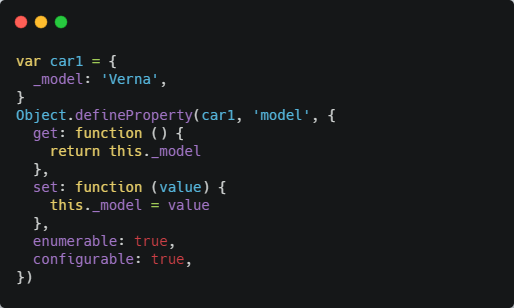 var car1 = {
  _model: 'Verna',
}
Object.defineProperty(car1, 'model', {
  get: function () {
    return this._model
  },
  set: function (value) {
    this._model = value
  },
  enumerable: true,
  configurable: true,
})